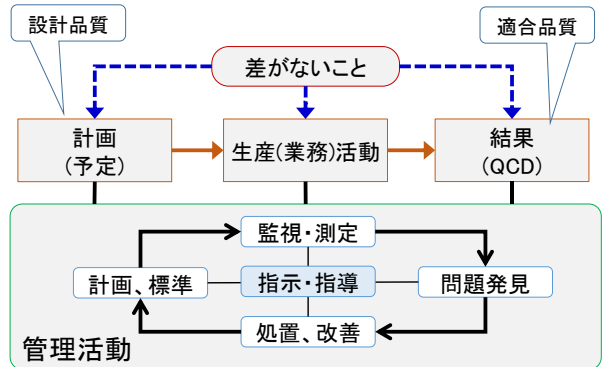 設計品質
適合品質
差がないこと
計画
(予定)
生産(業務)活動
結果
(QCD)
監視・測定
計画、標準
指示・指導
問題発見
処置、改善
管理活動